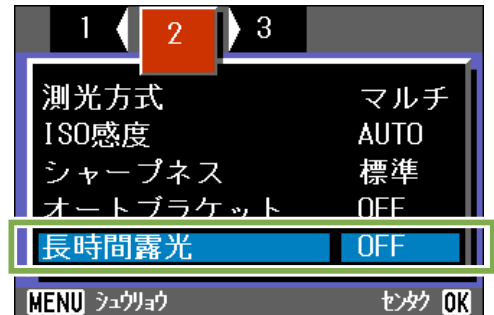 1 2 3
測光方式 マルチ
ISO感度 AUTO
シャープネス 標準
オートブラケット OFF
長時間露光 OFF
MENU シュウリョウ センタク OK